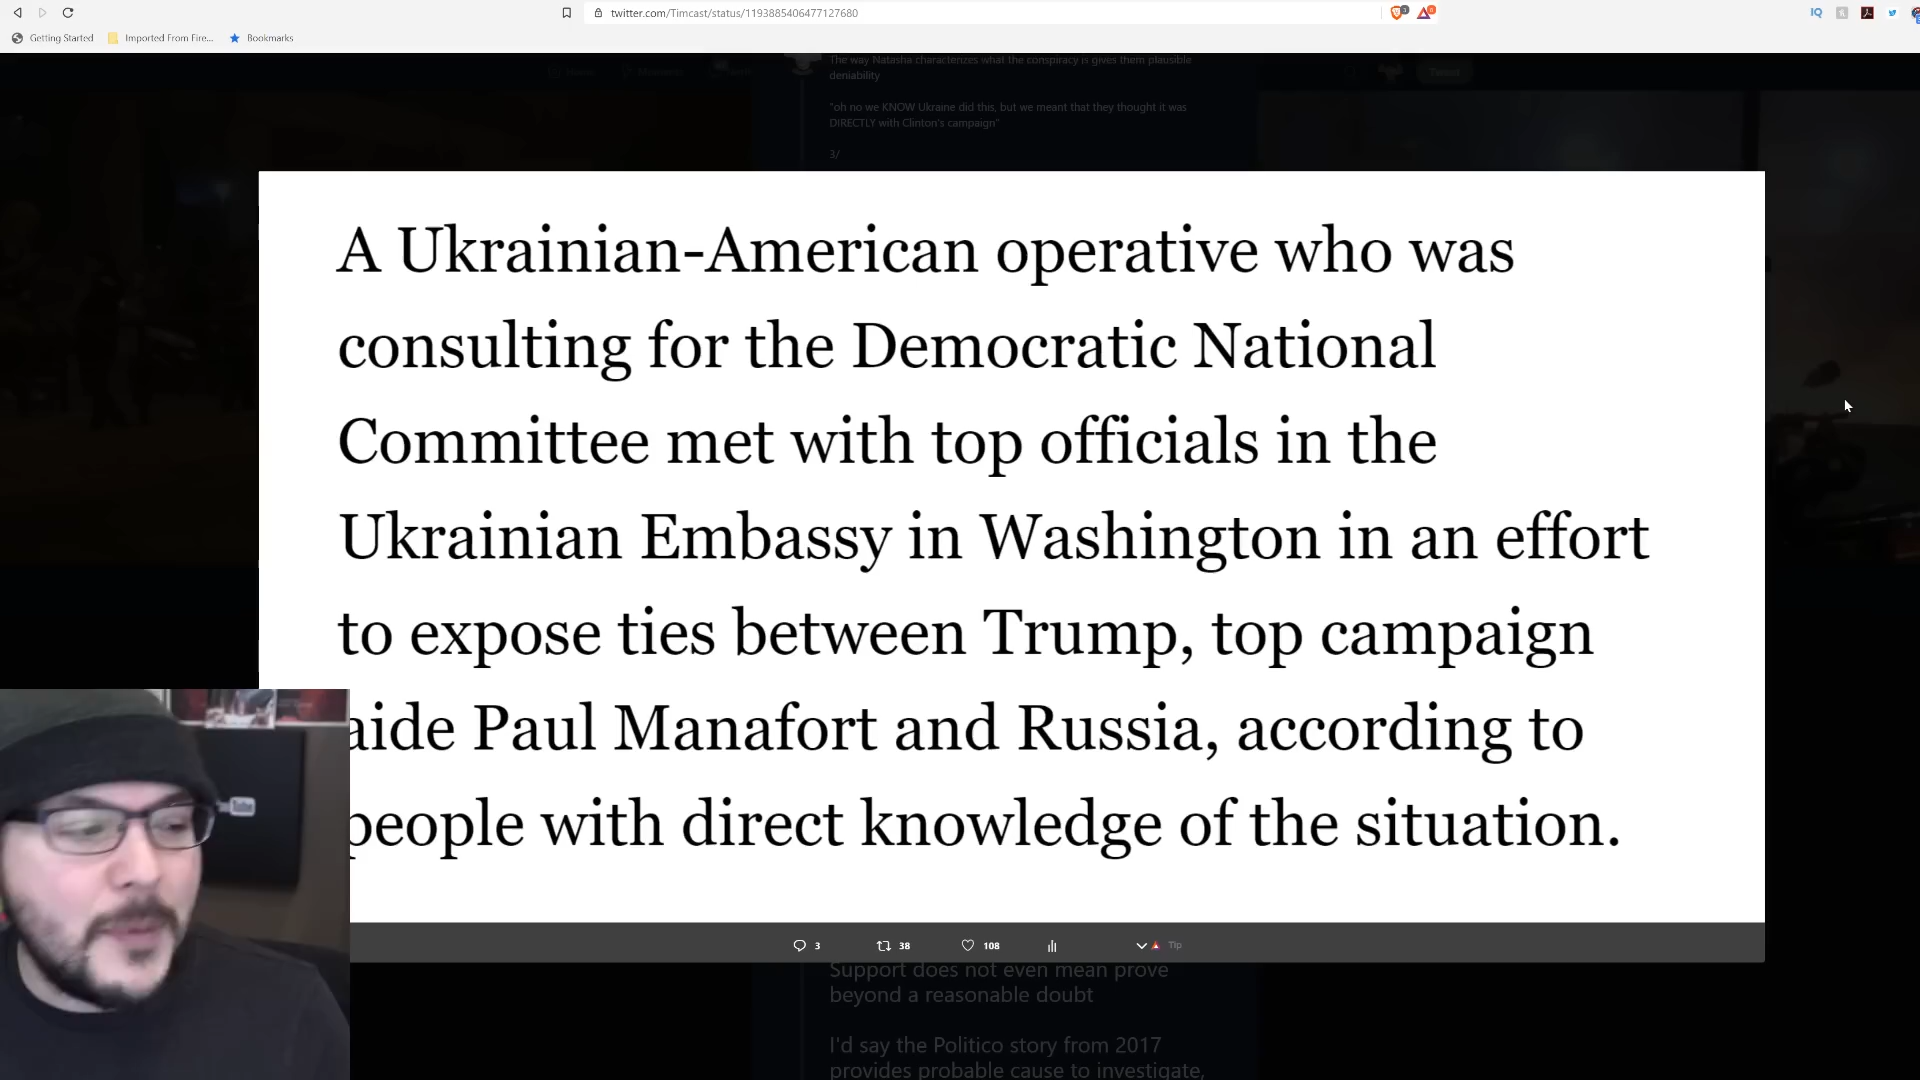 twitter.com/Timcast/status/1193885406477127680
Getting Started
Imported From Fire...
Bookmarks
The way Natasha characterizes what the conspiracy is gives them plausible
deniability
"oh no we KNOW Ukraine did this, but we meant that they thought it was
DIRECTLY with Clinton's campaign"
3/
Tweet
A Ukrainian-American operative who was
consulting for the Democratic National
Committee met with top officials in the
Ukrainian Embassy in Washington in an effort
to expose ties between Trump, top campaign
aide Paul Manafort and Russia, according to
people with direct knowledge of the situation.
3 38 108 Tip
Support does not even mean prove
beyond a reasonable doubt
I'd say the Politico story from 2017
provides probable cause to investigate,